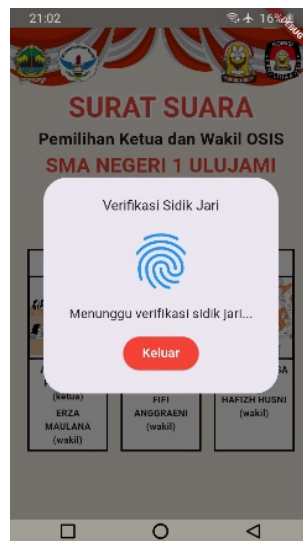 21:02
16%
SURAT SUARA
Pemilihan Ketua dan Wakil OSIS
SMA NEGERI 1 ULUJAMI
Verifikasi Sidik Jari
Menunggu verifikasi sidik jari...
Keluar
(ketua)
ERZA
MAULANA
(wakil)
FIFI
ANGGRAENI
(wakil)
HAFIZH HUSNI
(wakil)